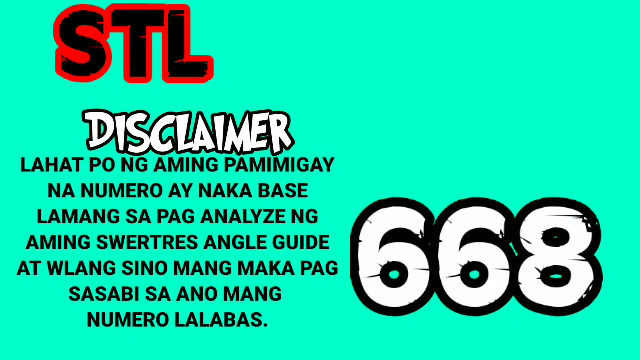 STL
DISCLAIMER
LAHAT PO NG AMING PAMIMIGAY
NA NUMERO AY NAKA BASE
LAMANG SA PAG ANALYZE NG
AMING SWERTRES ANGLE GUIDE
AT WLANG SINO MANG MAKA PAG
SASABI SA ANO MANG
NUMERO LALABAS.
668